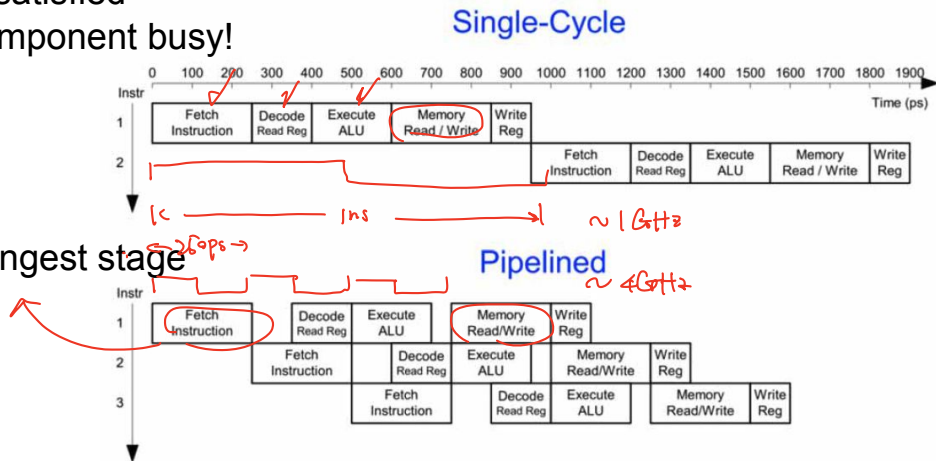 satisfied
mponent busy!
Single-Cycle
0 100 200 300 400 500 600 700 800 900 1000 1100 1200 1300 1400 1500 1600 1700 1800 1900
Instr
Time (ps)
1
Fetch Instruction
Decode Read Reg
Execute ALU
Memory Read / Write
Write Reg
2
Fetch Instruction
Decode Read Reg
Execute ALU
Memory Read / Write
Write Reg
1ns
~1GHz
ngest stage
Pipelined
~4GHz
Instr
1
Fetch Instruction
Decode Read Reg
Execute ALU
Memory Read/Write
Write Reg
2
Fetch Instruction
Decode Read Reg
Execute ALU
Memory Read/Write
Write Reg
3
Fetch Instruction
Decode Read Reg
Execute ALU
Memory Read/Write
Write Reg